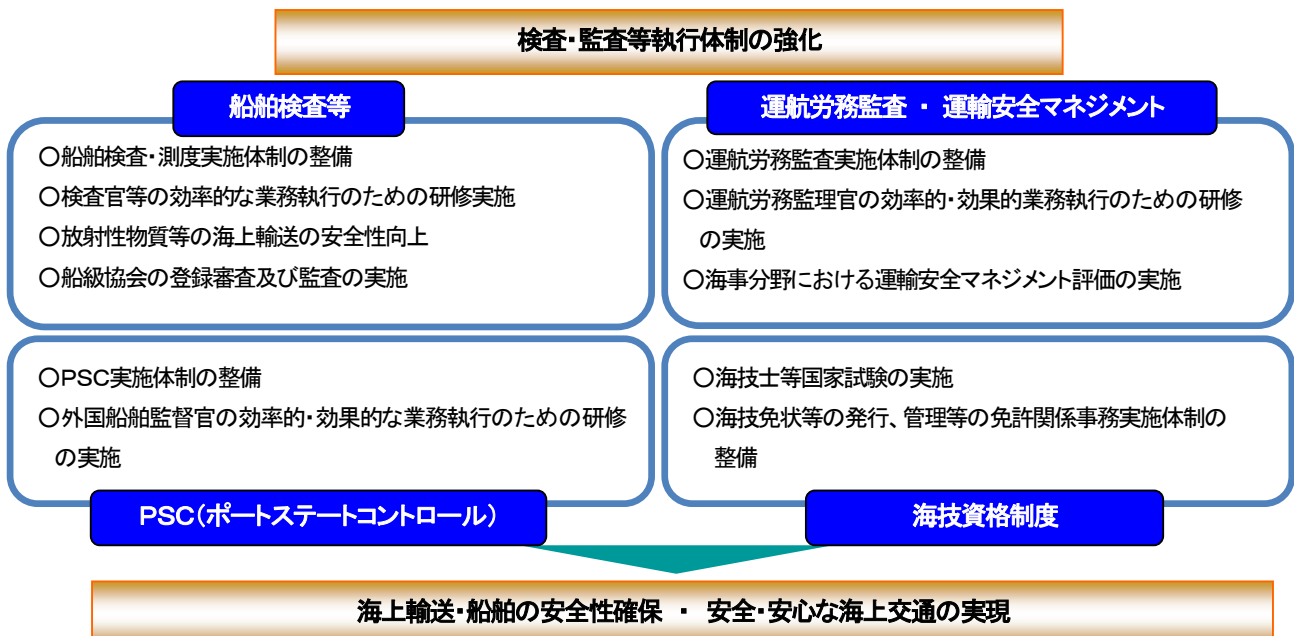 検査・監査等執行体制の強化
船舶検査等
○船舶検査・測度実施体制の整備
○検査官等の効率的な業務執行のための研修実施
○放射性物質等の海上輸送の安全性向上
○船級協会の登録審査及び監査の実施
運航労務監査 ・ 運輸安全マネジメント
○運航労務監査実施体制の整備
○運航労務監理官の効率的・効果的業務執行のための研修
の実施
○海事分野における運輸安全マネジメント評価の実施
○PSC実施体制の整備
○外国船舶監督官の効率的・効果的な業務執行のための研修
の実施
PSC(ポートステートコントロール)
○海技士等国家試験の実施
○海技免状等の発行、管理等の免許関係事務実施体制の
整備
海技資格制度
海上輸送・船舶の安全性確保 ・ 安全・安心な海上交通の実現